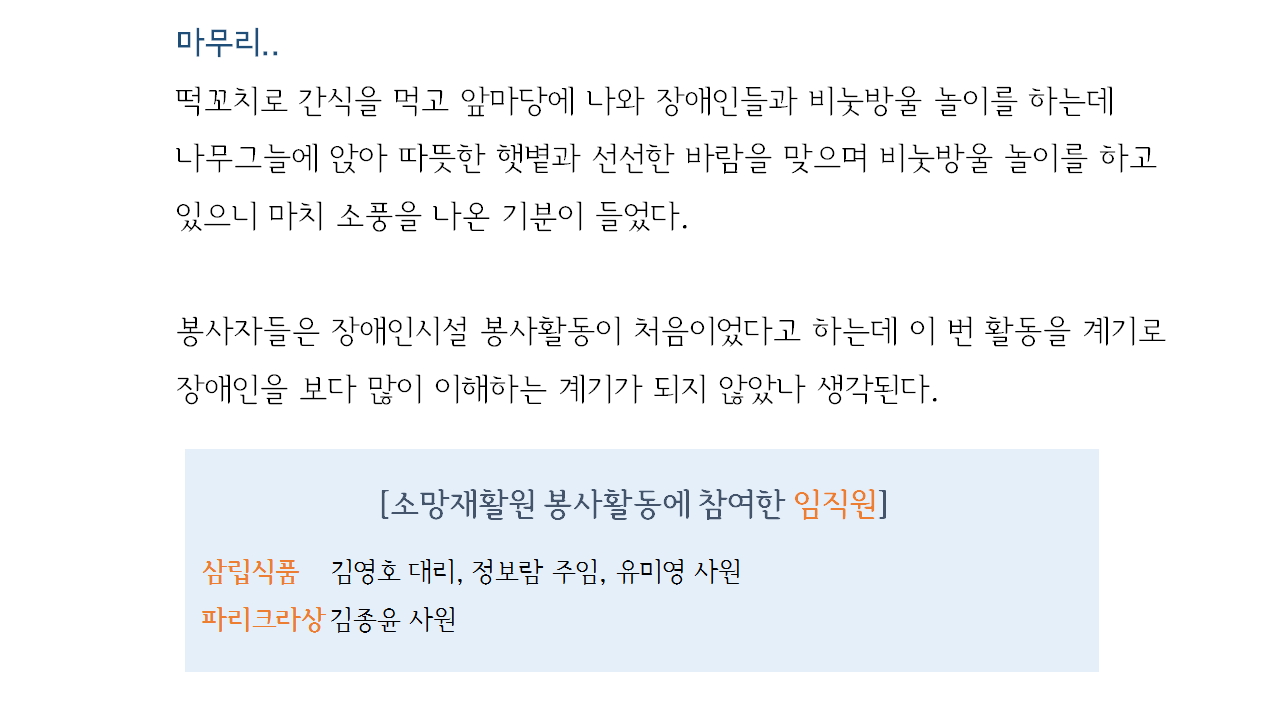 마무리..
떡꼬치로 간식을 먹고 앞마당에 나와 장애인들과 비눗방울 놀이를 하는데
나무그늘에 앉아 따뜻한 햇볕과 선선한 바람을 맞으며 비눗방울 놀이를 하고
있으니 마치 소풍을 나온 기분이 들었다.
봉사자들은 장애인시설 봉사활동이 처음이었다고 하는데 이 번 활동을 계기로
장애인을 보다 많이 이해하는 계기가 되지 않았나 생각된다.
[소망재활원 봉사활동에 참여한 임직원]
삼립식품 김영호 대리, 정보람 주임, 유미영 사원
파리크라상 김종윤 사원